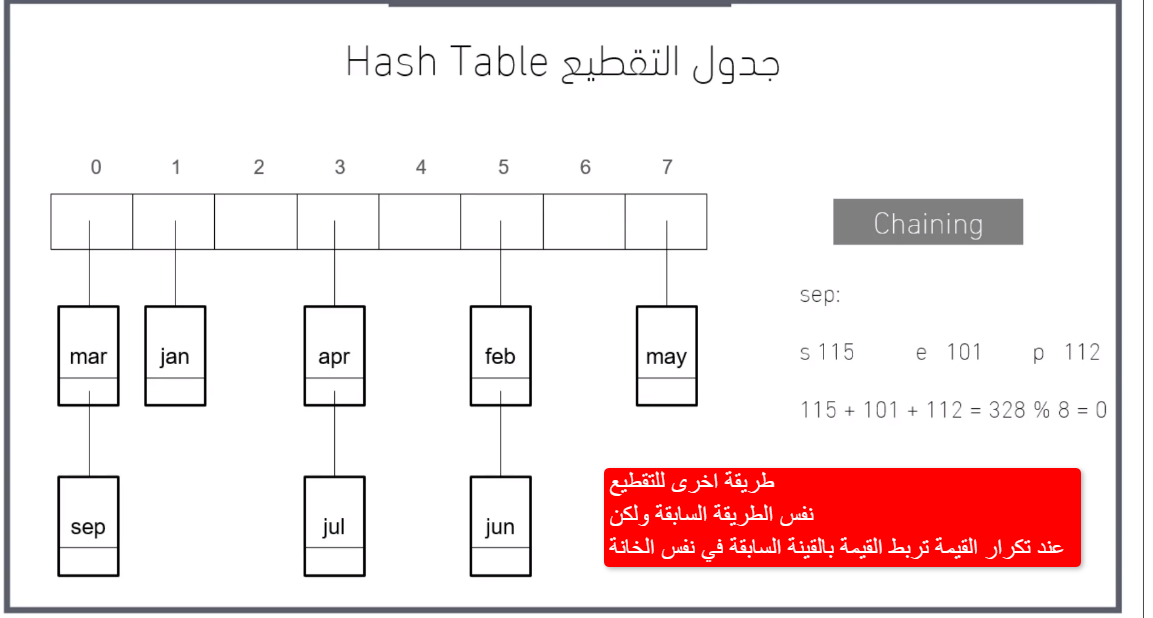 جدول التقطيع Hash Table
0 1 2 3 4 5 6 7
Chaining
sep:
s 115 e 101 p 112
115 + 101 + 112 = 328 % 8 = 0
mar jan apr feb may
sep jul jun
طريقة اخرى للتقطيع
نفس الطريقة السابقة ولكن
عند تكرار القيمة تربط القيمة بالقينة السابقة في نفس الخانة